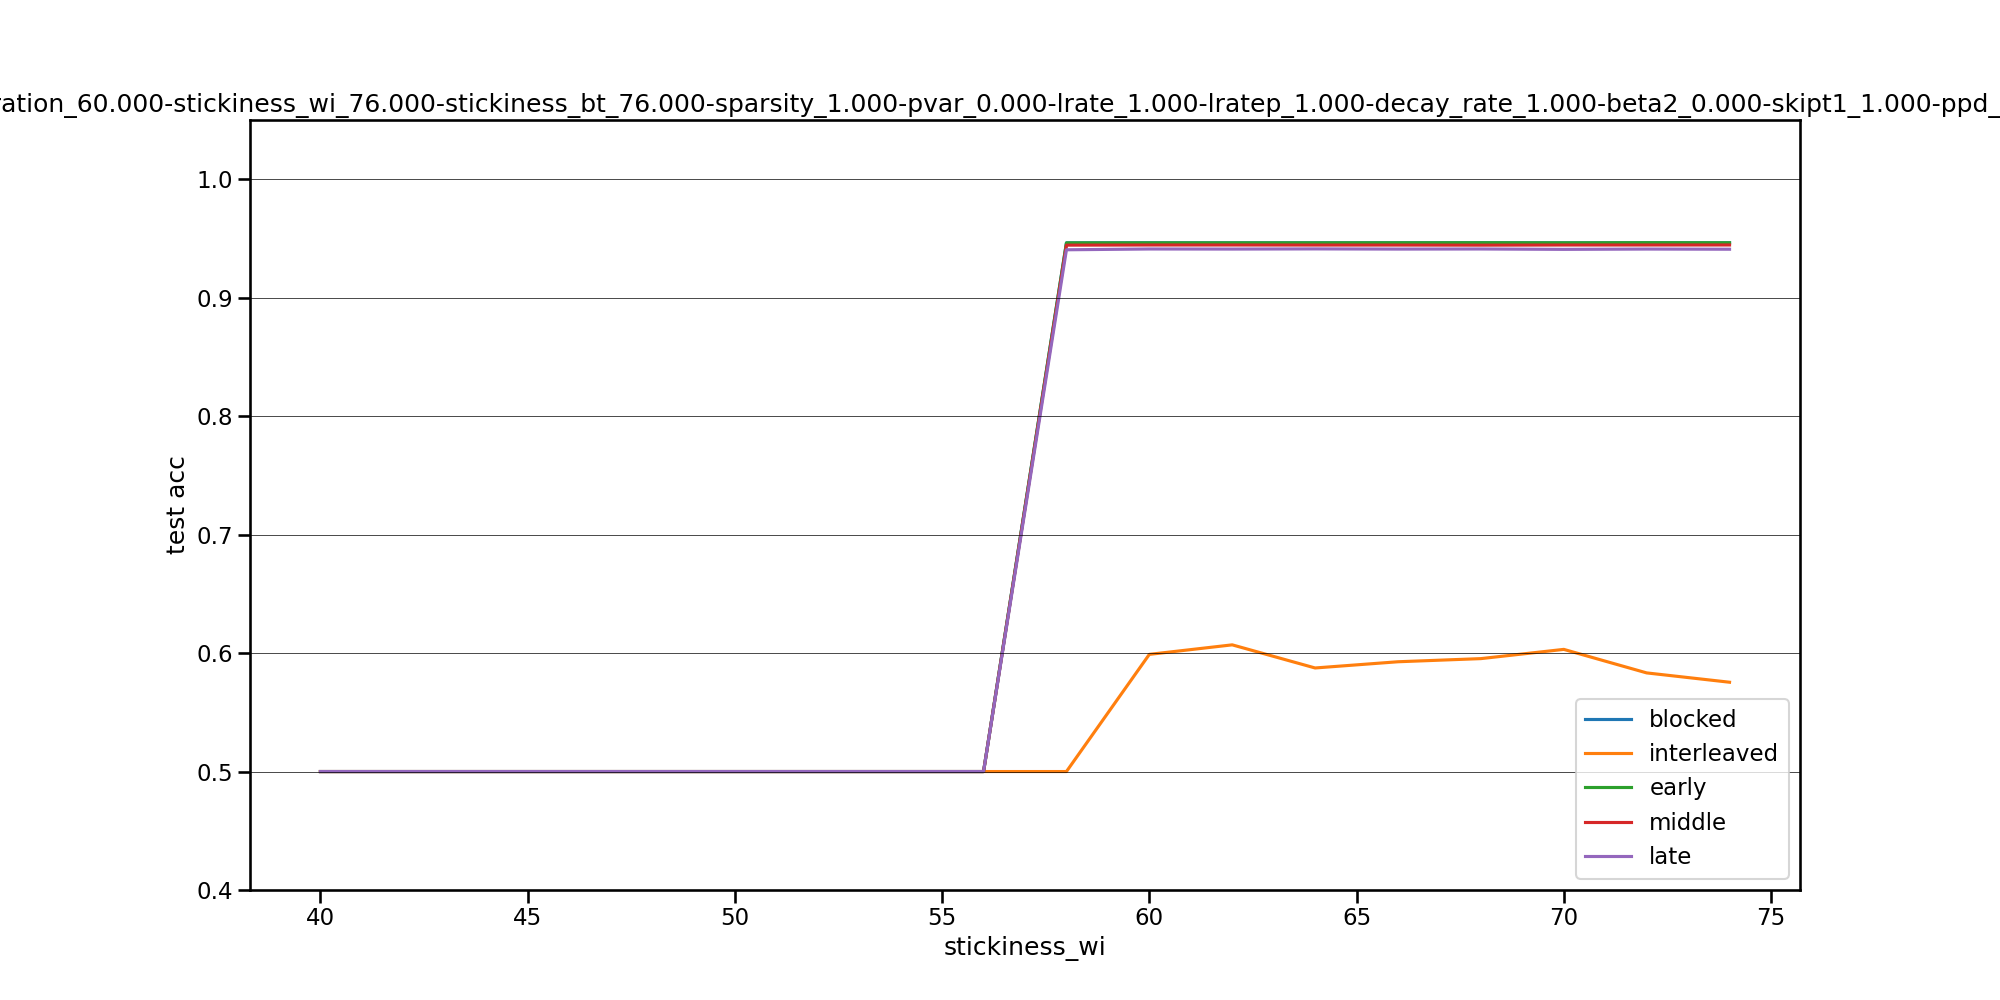 ration_60.000-stickiness_wi_76.000-stickiness_bt_76.000-sparsity_1.000-pvar_0.000-lrate_1.000-lratep_1.000-decay_rate_1.000-beta2_0.000-skipt1_1.000-ppd_
1.0
0.9
0.8
0.7
0.6
0.5
0.4
test acc
40
45
50
55
60
65
70
75
stickiness_wi
blocked
interleaved
early
middle
late